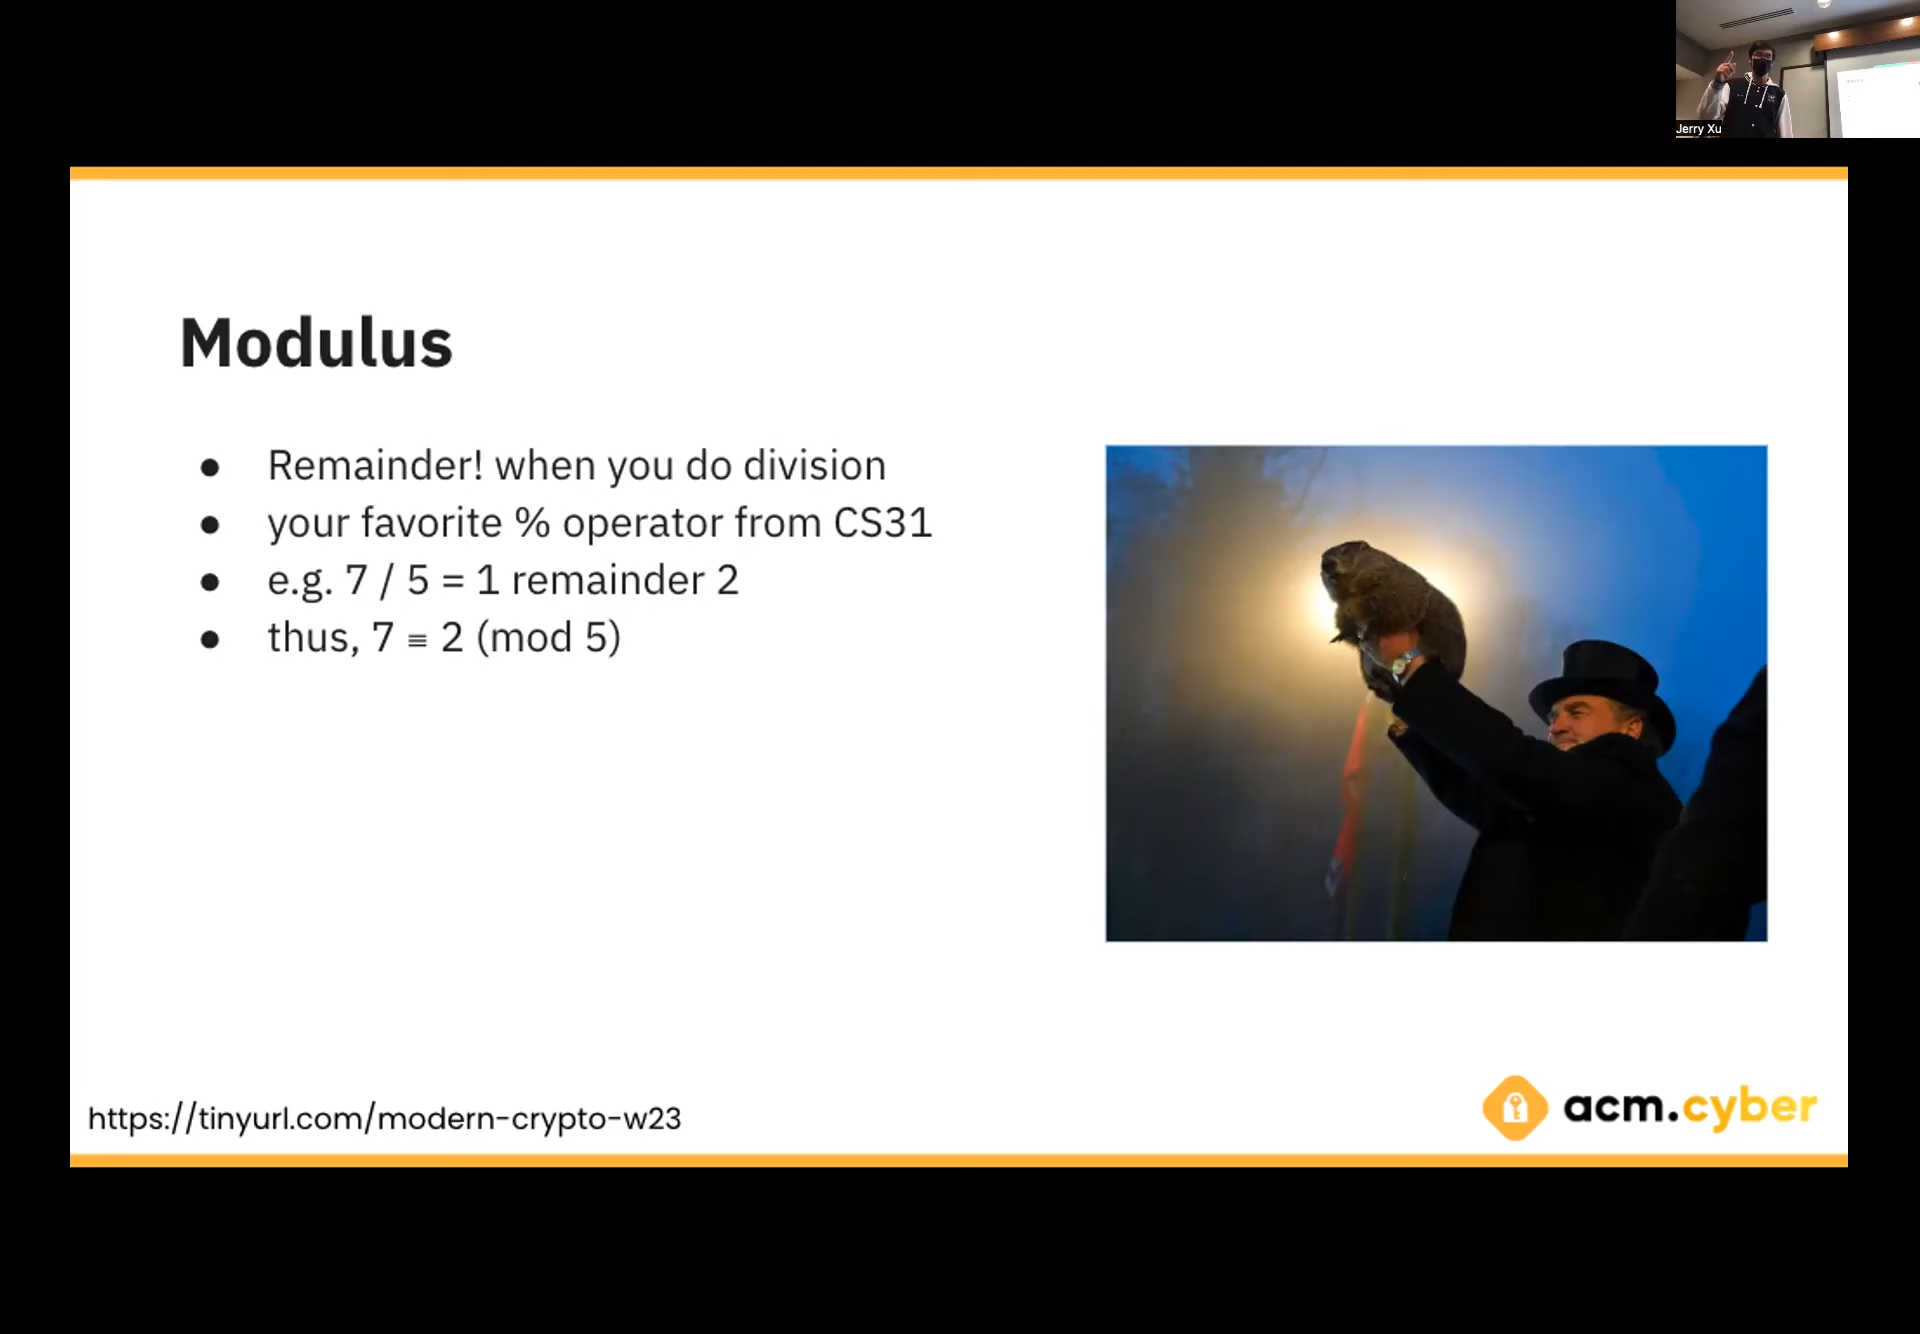 Jerry Xu
Modulus
● Remainder! when you do division
● your favorite % operator from CS31
● e.g. 7 / 5 = 1 remainder 2
● thus, 7 ≡ 2 (mod 5)
https://tinyurl.com/modern-crypto-w23
acm.cyber